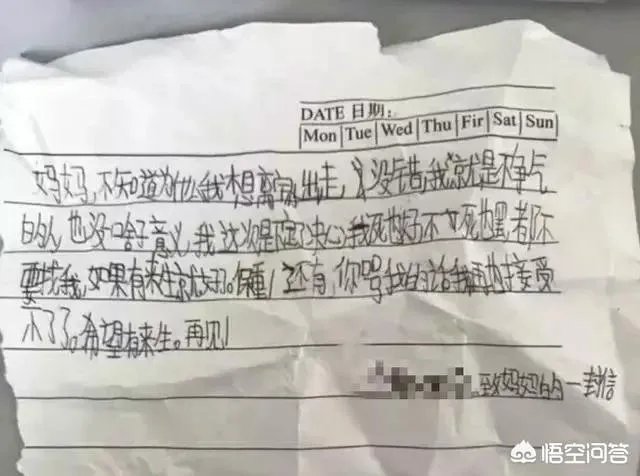 DATE 日期:
Mon Tue Wed Thu Fir Sat Sun
妈妈,不知道为什么我想离家出走,没错,我就是不争气
的人也没啥子意义,我这次是定了决心,我死也好不死也罢,都不
要找我,如果有来生就好了。保重!还有,你骂我的话我再也接受
不了了。希望有来生。再见!
致妈妈的一封信
悟空问答